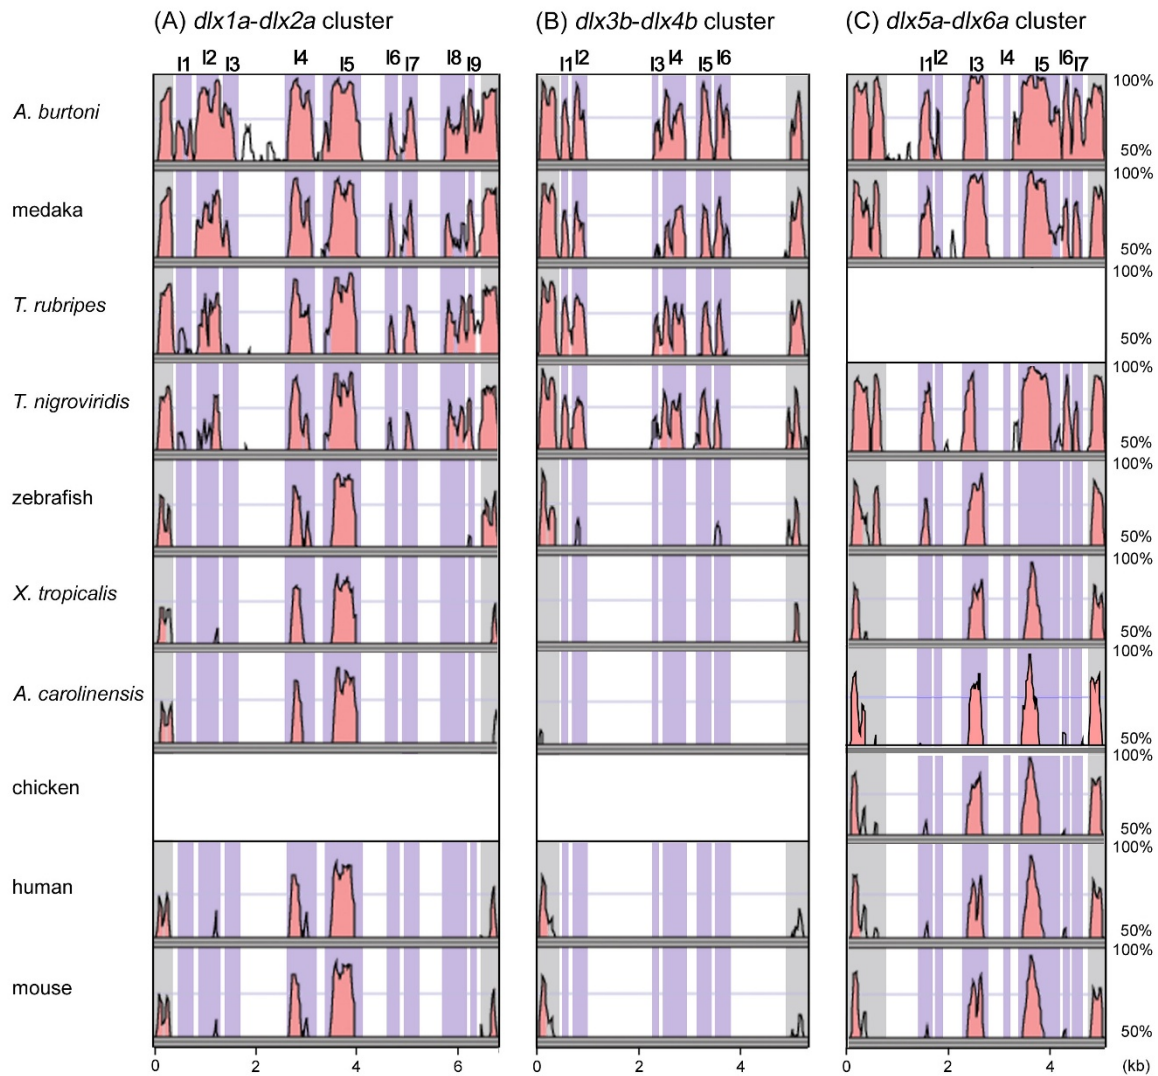 (A) dlx1a-dlx2a cluster (B) dlx3b-dlx4b cluster (C) dlx5a-dlx6a cluster
I1 I2 I3 I4 I5 I6 I7 I8 I9 I1 I2 I3 I4 I5 I6 I1 I2 I3 I4 I5 I6 I7
100%
A. burtoni
50%
100%
medaka
50%
100%
T. rubripes
50%
100%
T. nigroviridis
50%
100%
zebrafish
50%
100%
X. tropicalis
50%
100%
A. carolinensis
50%
100%
chicken
50%
100%
human
50%
100%
mouse
50%
0 2 4 6 0 2 4 0 2 4 (kb)